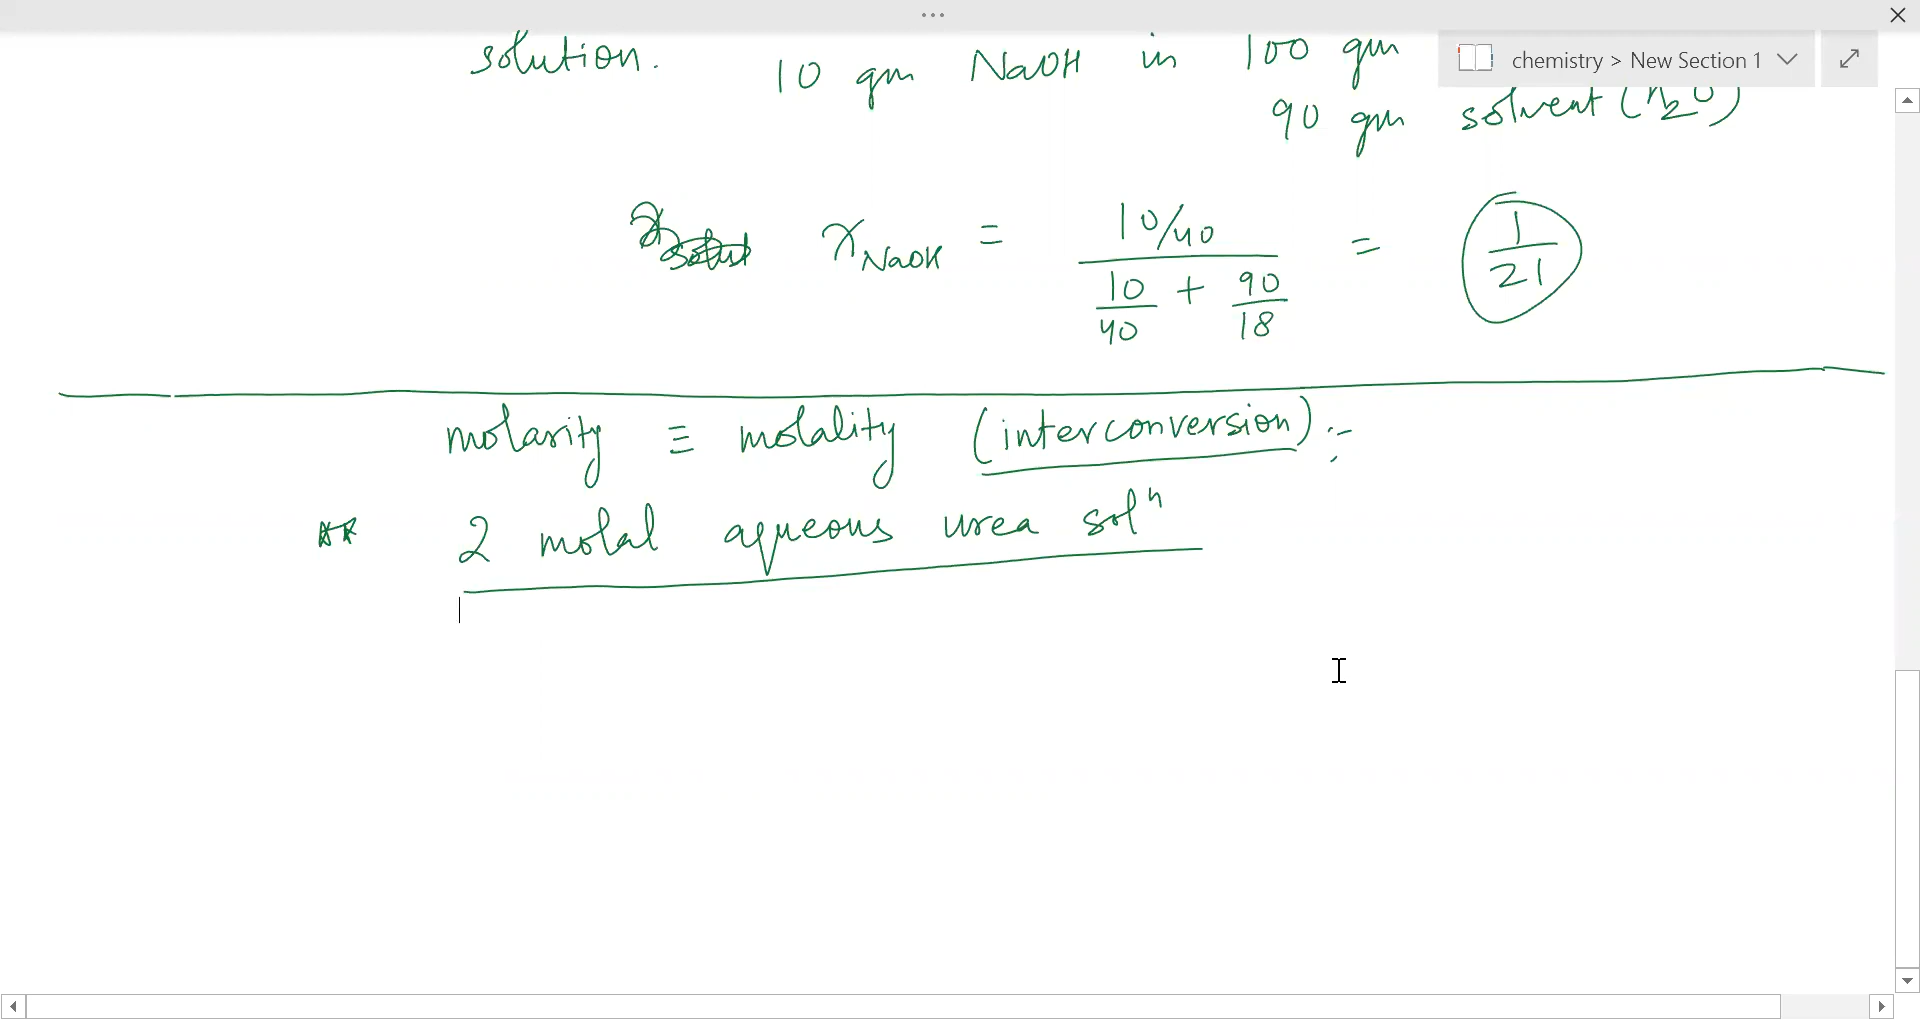 solution. 10 gm NaOH in 100 gm
chemistry > New Section 1
90 gm solvent (H₂O)
x_NaOH = (10/40) / (10/40 + 90/18) = 1/21
molarity ≡ molality (interconversion) :-
** 2 molal aqueous urea solⁿ